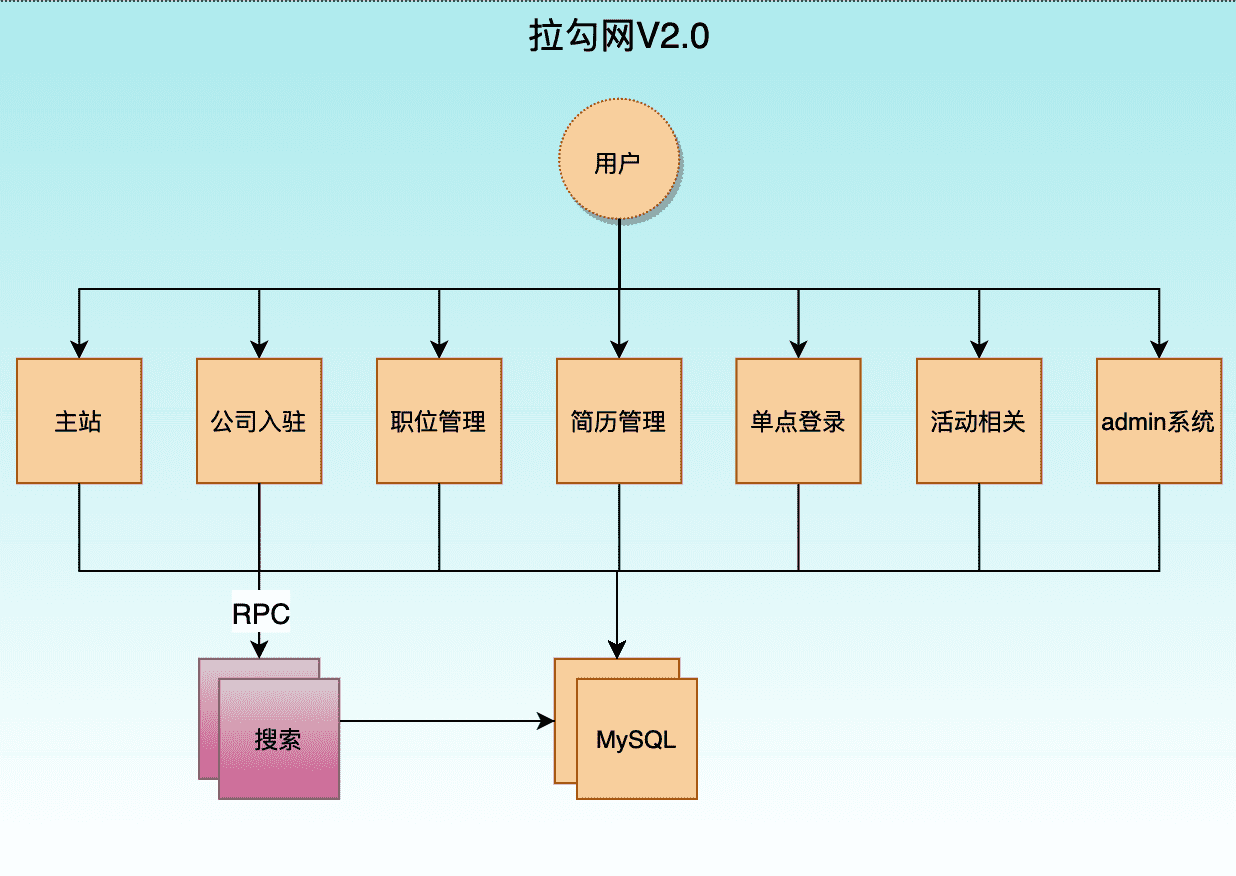 拉勾网V2.0
用户
主站
公司入驻
职位管理
简历管理
单点登录
活动相关
admin系统
RPC
搜索
MySQL